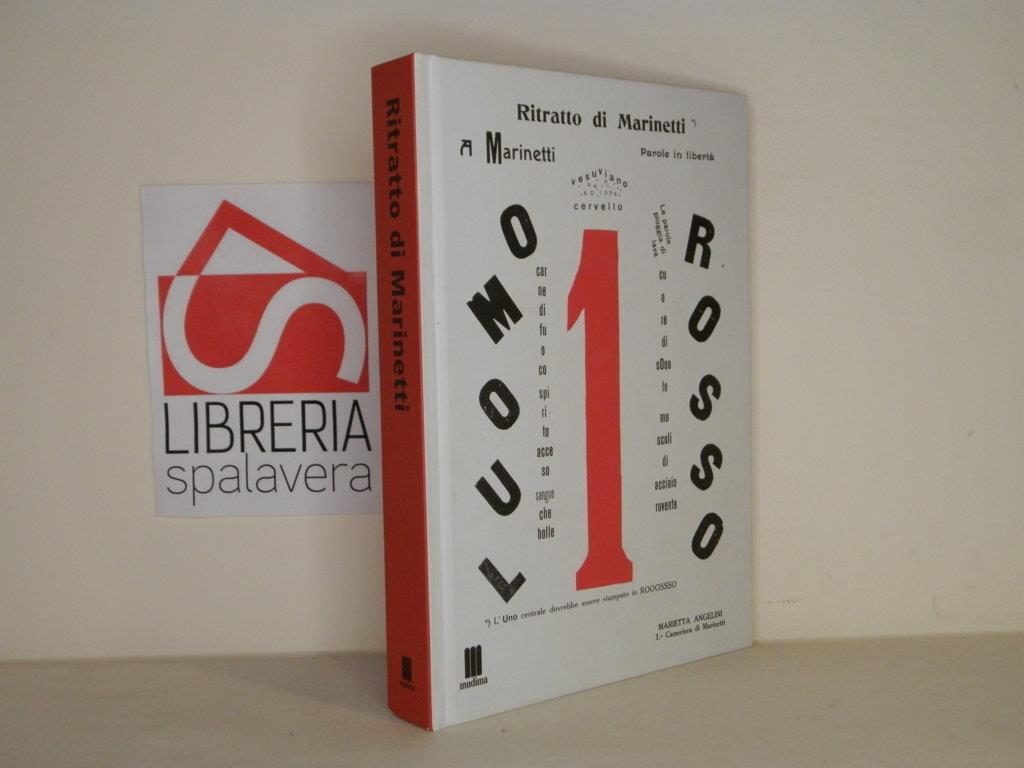 Ritratto di Marinetti
mudima
LIBRERIA
spalavera
Ritratto di Marinetti *)
A Marinetti
Parole in libertà
vesuviano
cervello
L UOMO
car
ne
di
fu
o
co
spi
ri
to
acce
so
sangue
che
bolle
1
Le parole
pioggia di
lava
cu
o
re
di
sOoo
le
mu
scoli
di
acciaio
rovente
ROSSO
*) L' Uno centrale dovrebbe essere stampato in ROOOSSSO
MARIETTA ANGELINI
1.a Cameriera di Marinetti
mudima